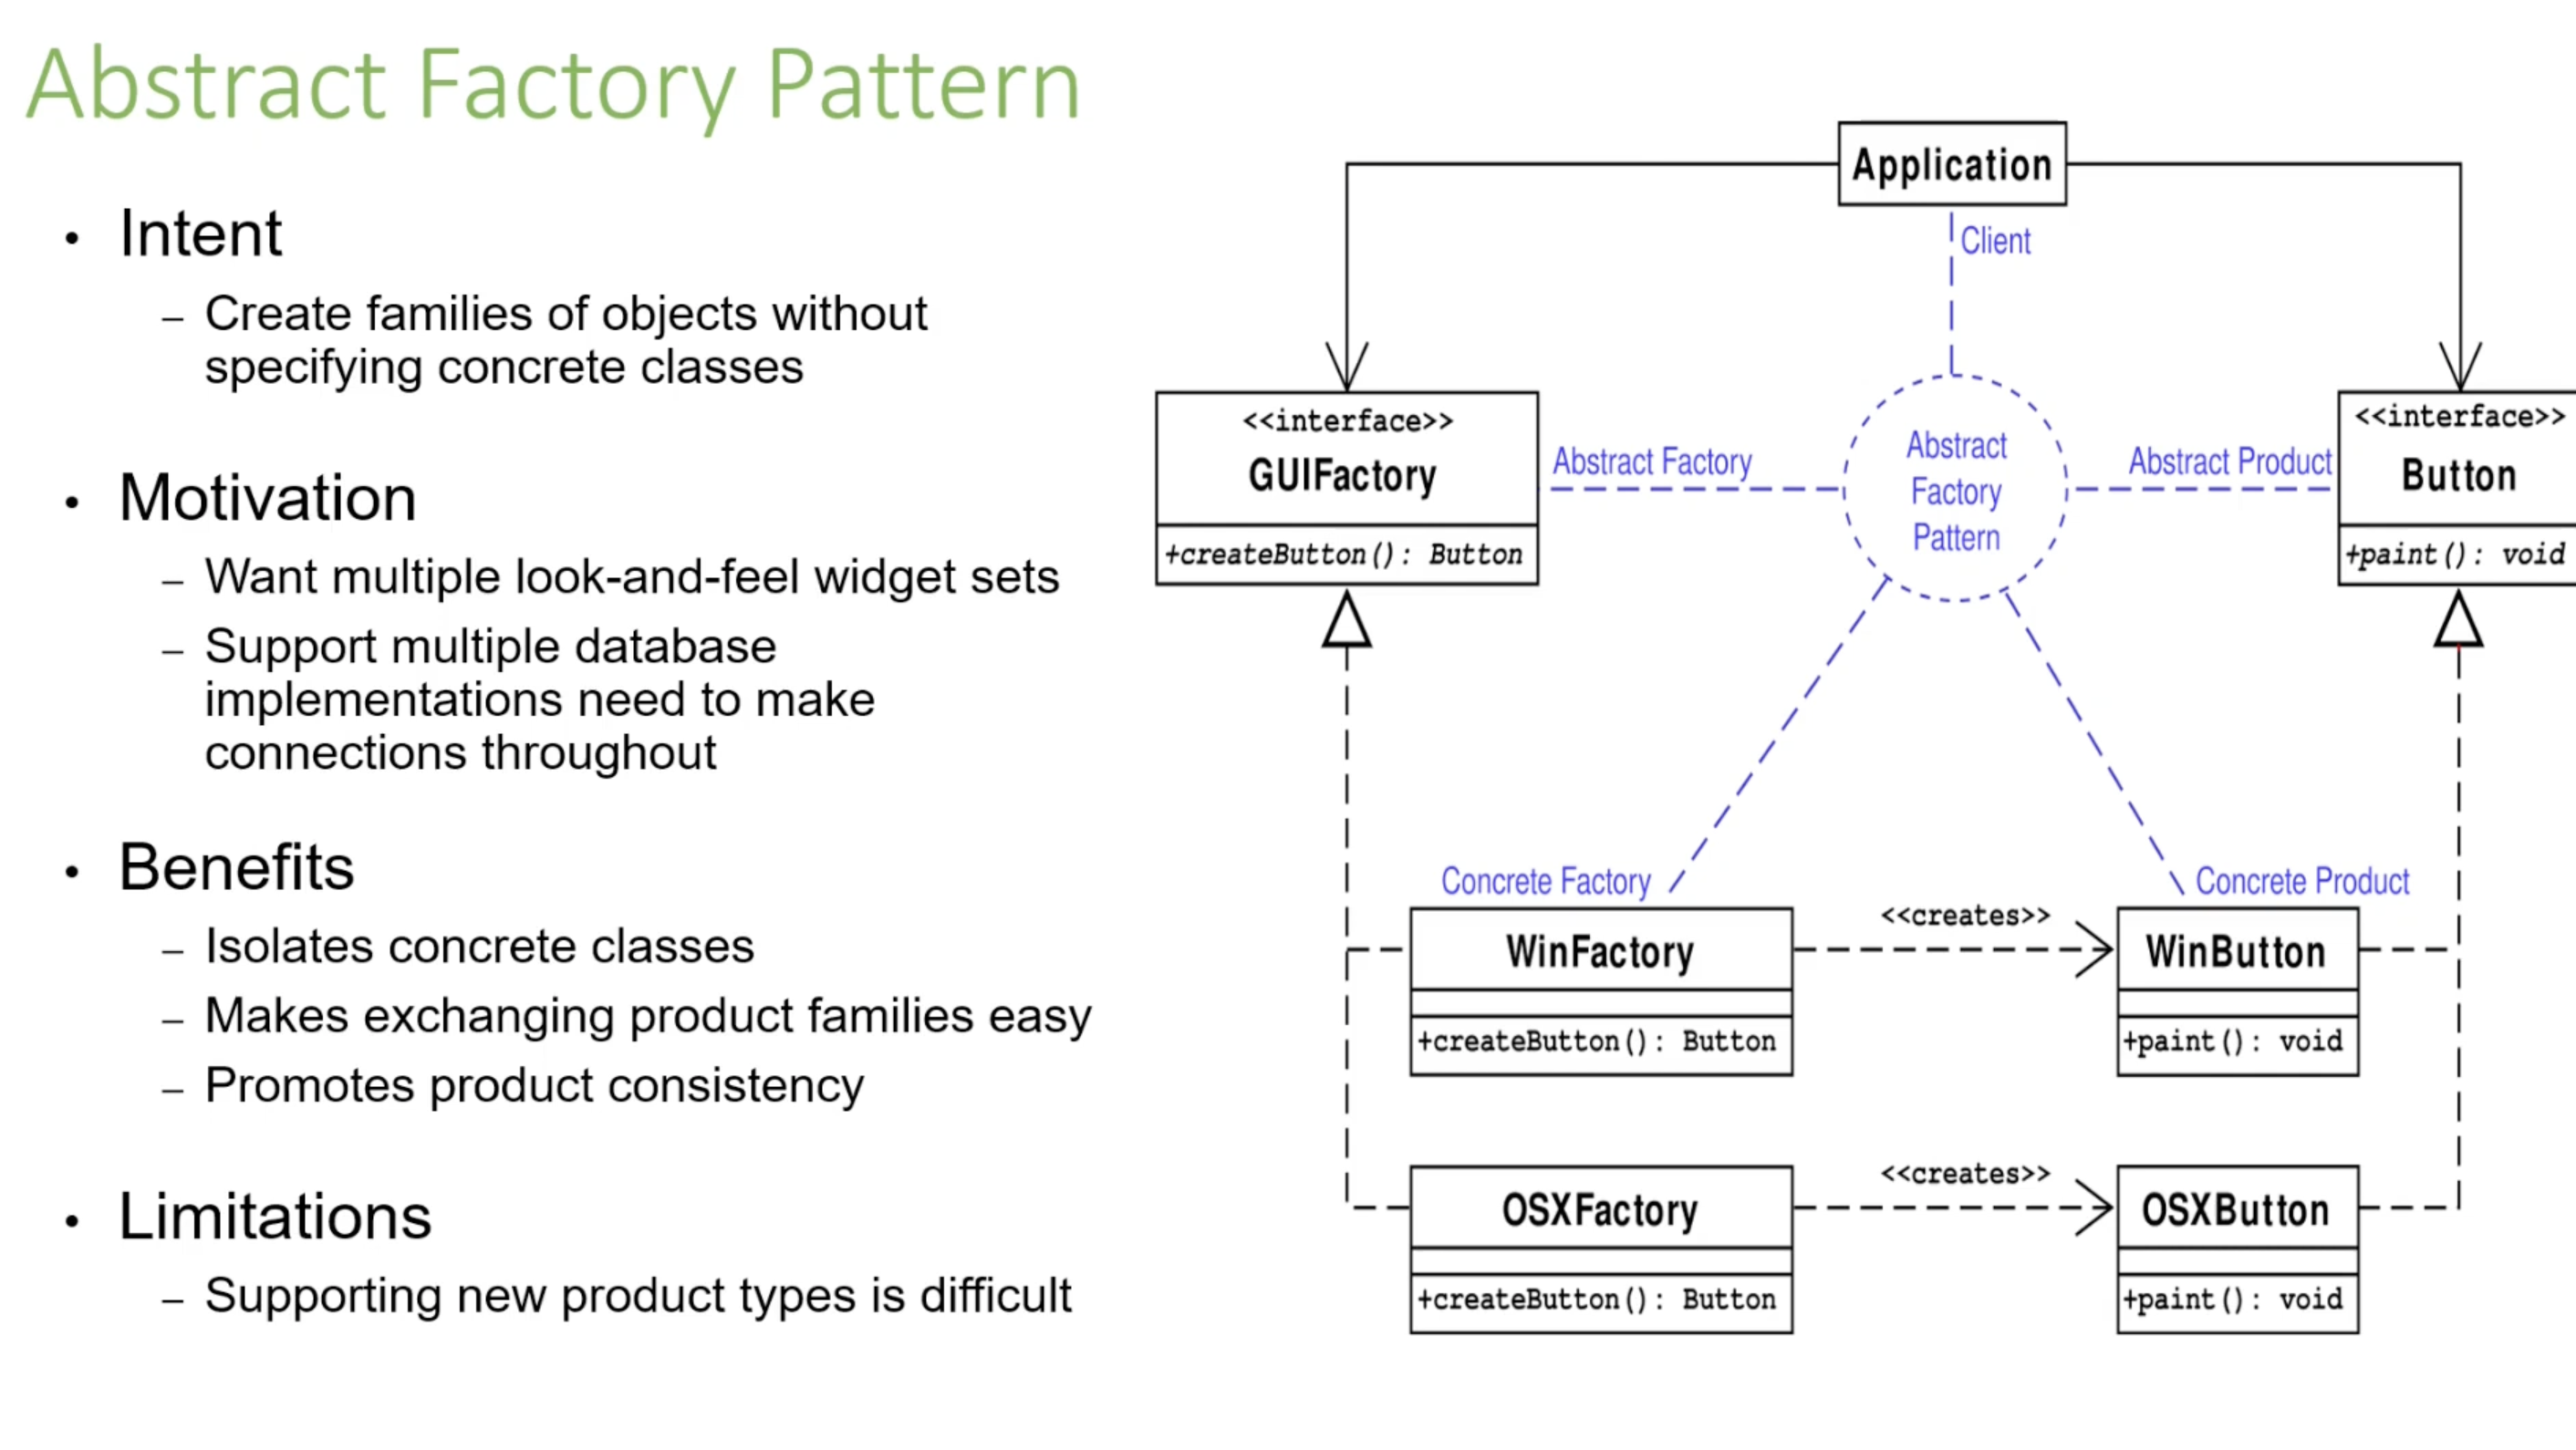 Abstract Factory Pattern
• Intent
– Create families of objects without
specifying concrete classes
• Motivation
– Want multiple look-and-feel widget sets
– Support multiple database
implementations need to make
connections throughout
• Benefits
– Isolates concrete classes
– Makes exchanging product families easy
– Promotes product consistency
• Limitations
– Supporting new product types is difficult
Application
Client
<<interface>>
GUIFactory
+createButton(): Button
Abstract Factory
Abstract
Factory
Pattern
Abstract Product
<<interface>>
Button
+paint(): void
Concrete Factory
WinFactory
+createButton(): Button
<<creates>>
Concrete Product
WinButton
+paint(): void
OSXFactory
+createButton(): Button
<<creates>>
OSXButton
+paint(): void